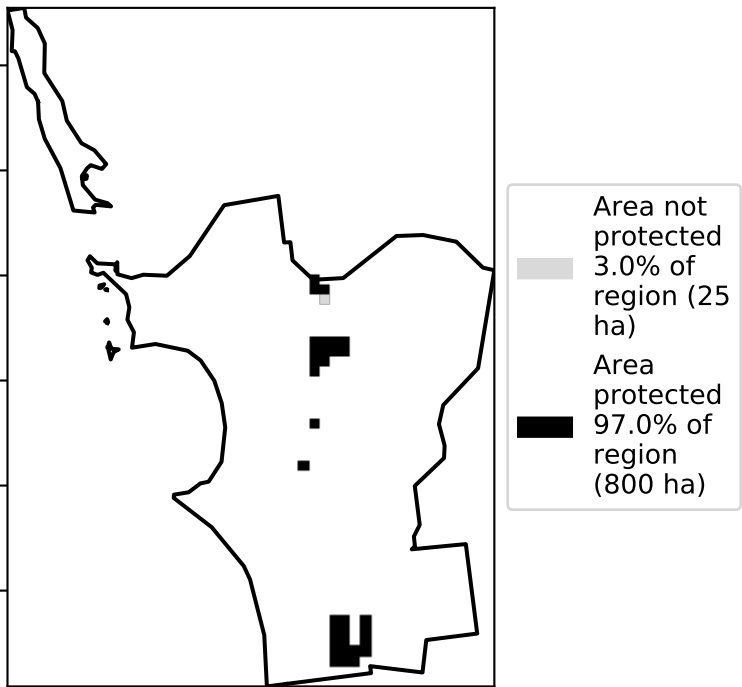 Area not
protected
3.0% of
region (25
ha)
Area
protected
97.0% of
region
(800 ha)